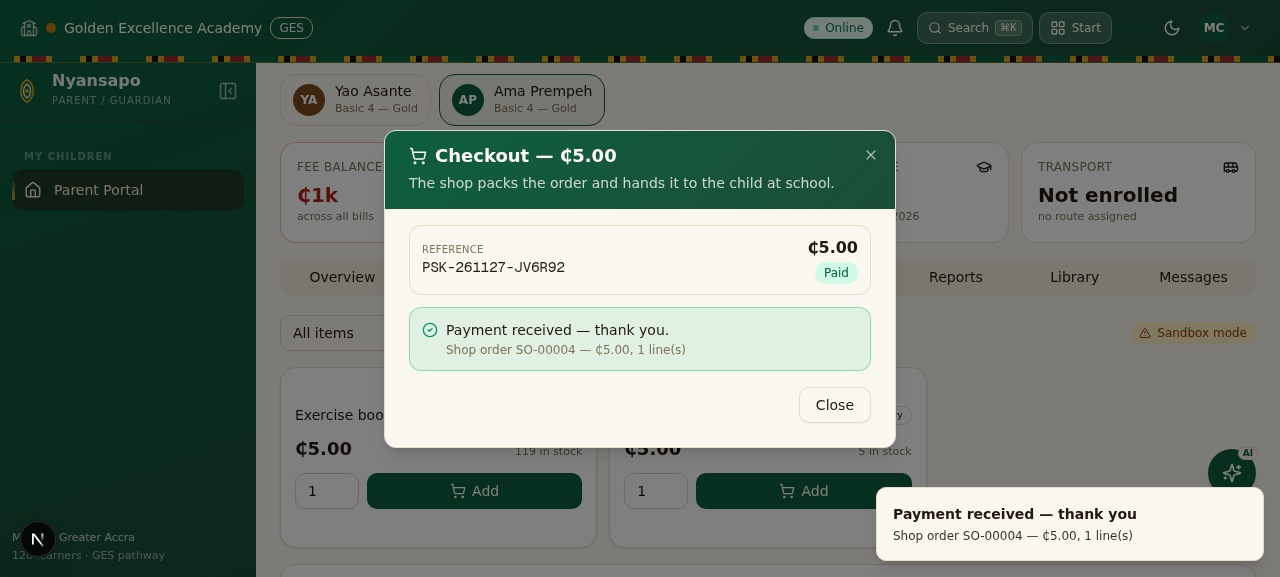 Golden Excellence Academy GES
Online Search ⌘K Start MC
Nyansapo
PARENT / GUARDIAN
MY CHILDREN
Parent Portal
YA Yao Asante
Basic 4 — Gold
AP Ama Prempeh
Basic 4 — Gold
FEE BALANCE
₵1k
across all bills
2026
TRANSPORT
Not enrolled
no route assigned
Overview Reports Library Messages
All items Sandbox mode
Checkout — ₵5.00
The shop packs the order and hands it to the child at school.
REFERENCE
PSK-261127-JV6R92
₵5.00
Paid
Payment received — thank you.
Shop order SO-00004 — ₵5.00, 1 line(s)
Close
₵5.00 119 in stock
1 Add
₵5.00 5 in stock
1 Add
AI
Payment received — thank you
Shop order SO-00004 — ₵5.00, 1 line(s)
Greater Accra
GES pathway
N